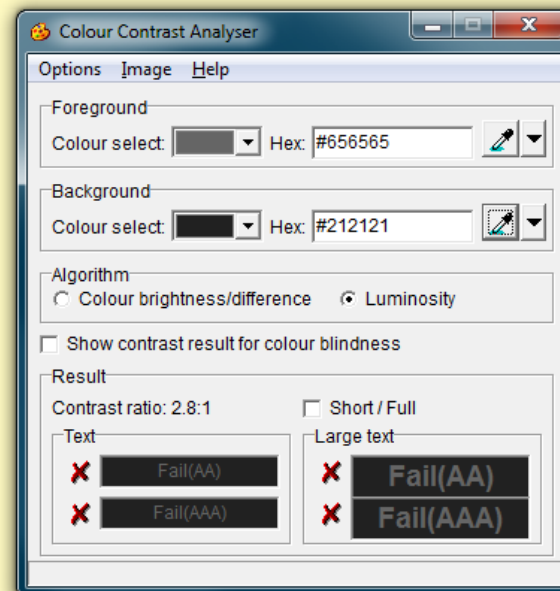 Colour Contrast Analyser
Options Image Help
Foreground
Colour select: Hex: #656565
Background
Colour select: Hex: #212121
Algorithm
Colour brightness/difference Luminosity
Show contrast result for colour blindness
Result
Contrast ratio: 2.8:1 Short / Full
Text Large text
Fail(AA) Fail(AA)
Fail(AAA) Fail(AAA)